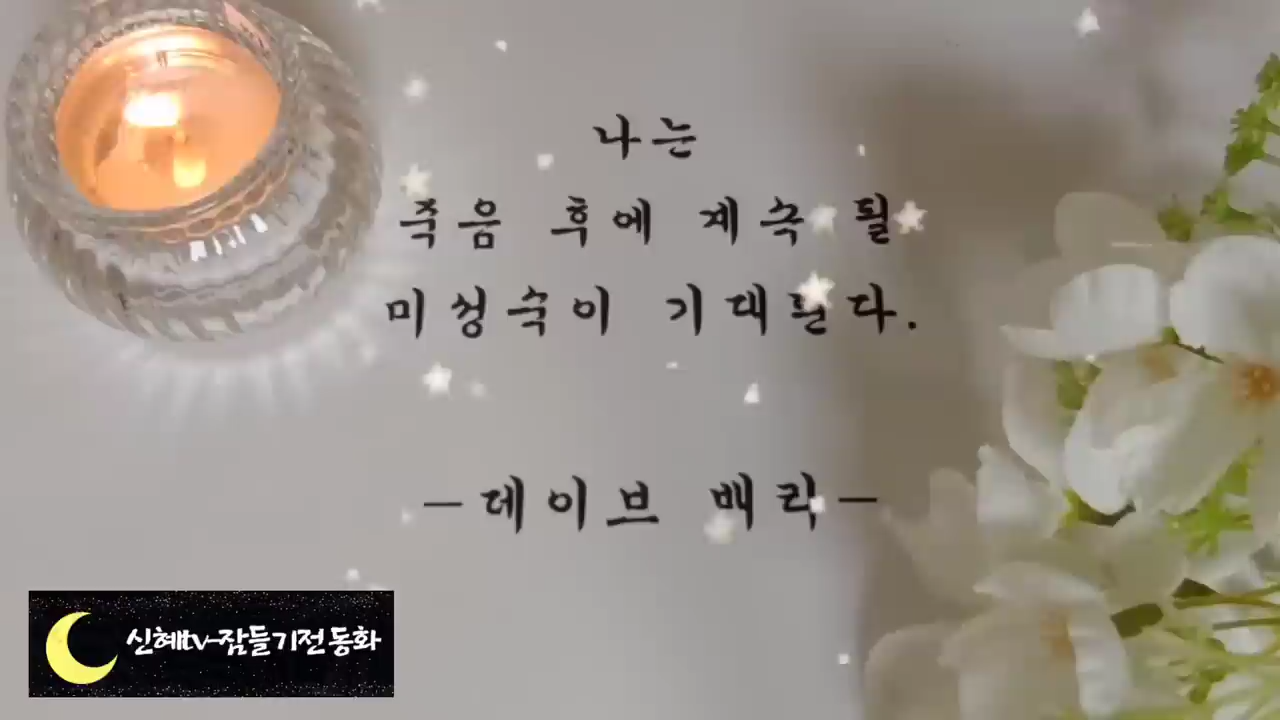 나는
죽음 후에 계속 될
미성숙이 기대된다.
-데이브 배리-
신혜tv-잠들기전 동화